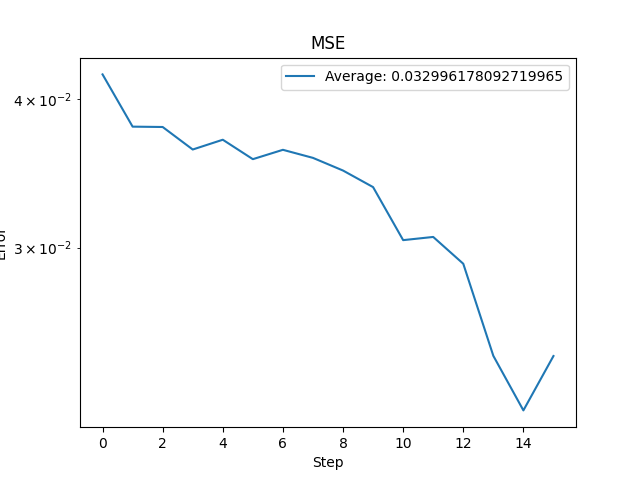 MSE
Average: 0.032996178092719965
4 × 10⁻²
3 × 10⁻²
Error
0 2 4 6 8 10 12 14
Step